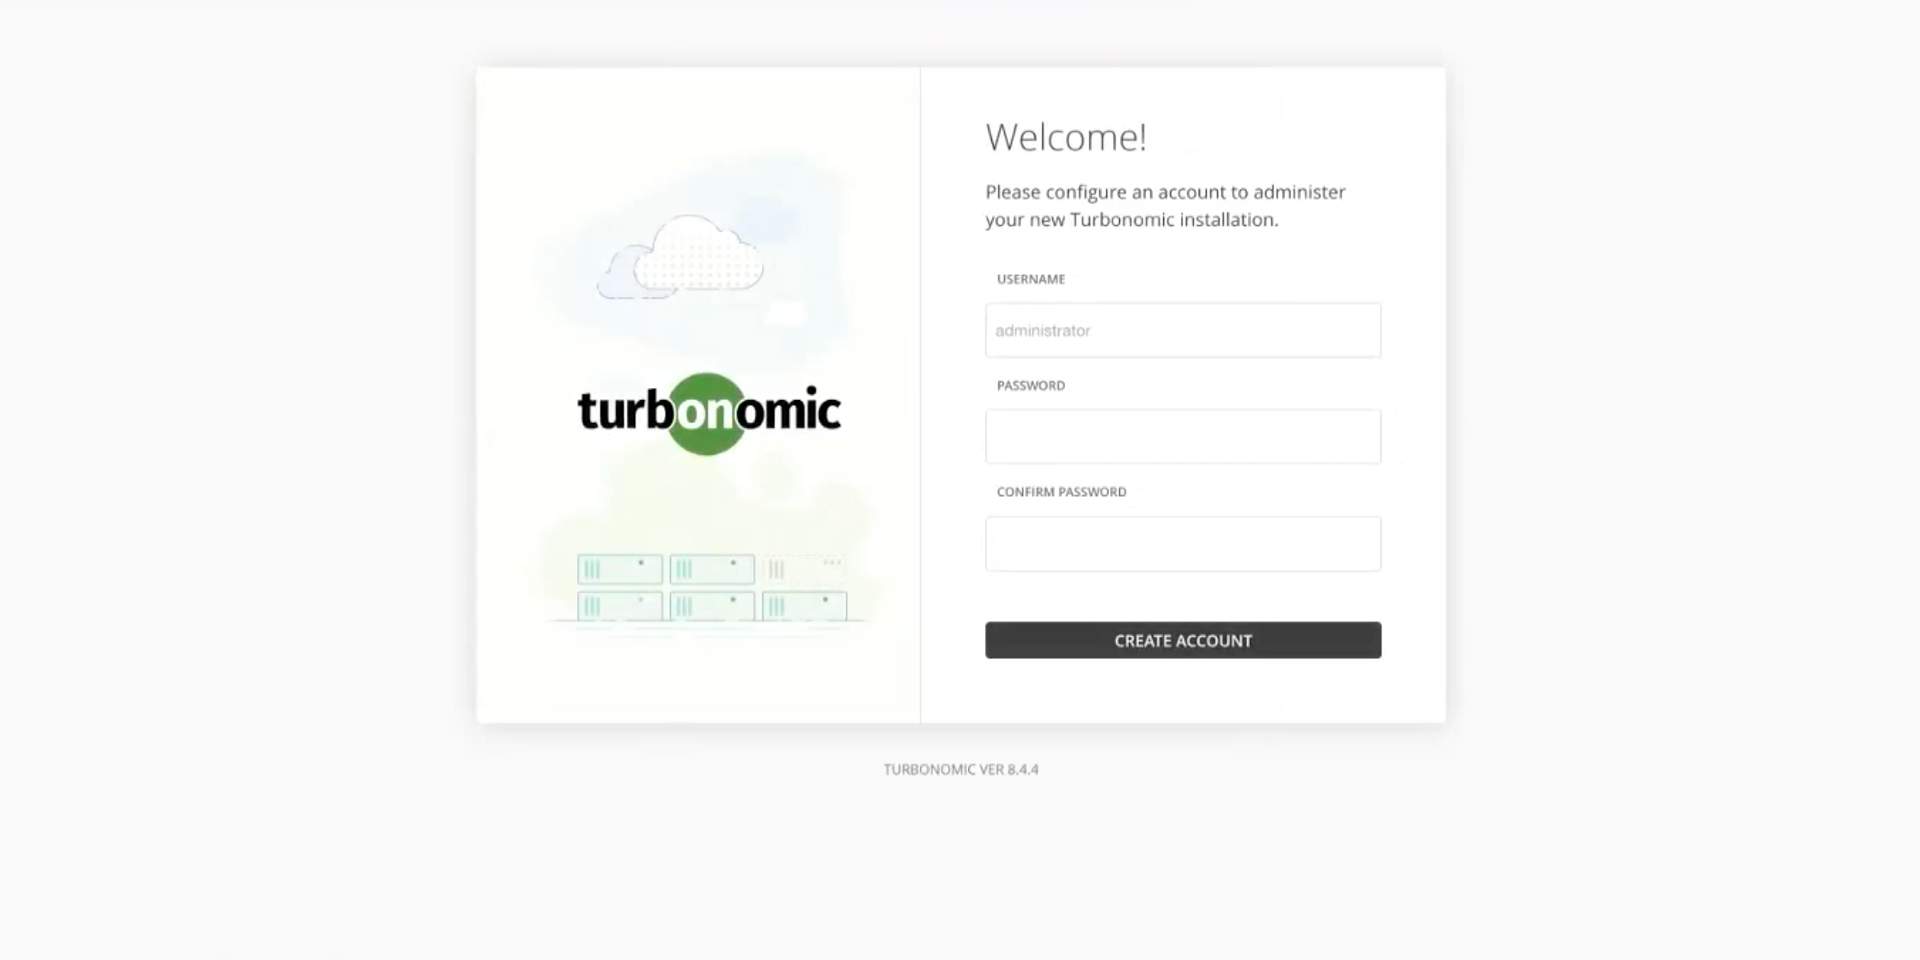 turbonomic
Welcome!
Please configure an account to administer
your new Turbonomic installation.
USERNAME
administrator
PASSWORD
CONFIRM PASSWORD
CREATE ACCOUNT
TURBONOMIC VER 8.4.4